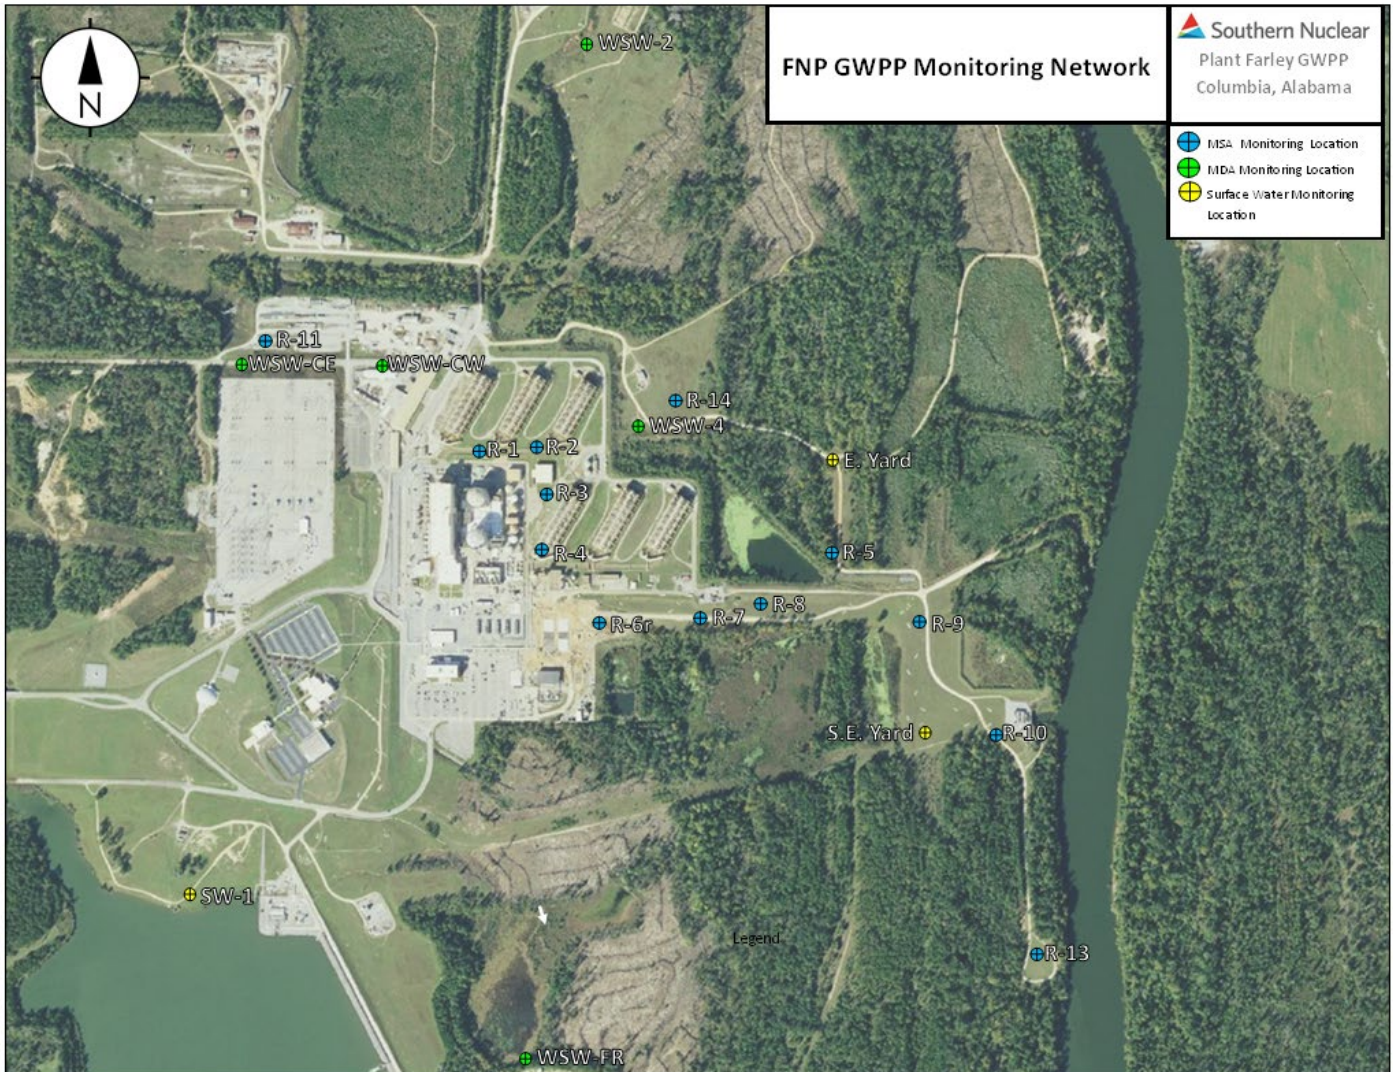 N
WSW-2
FNP GWPP Monitoring Network
Southern Nuclear
Plant Farley GWPP
Columbia, Alabama
MSA Monitoring Location
MDA Monitoring Location
Surface Water Monitoring
Location
R-11
WSW-CE
WSW-CW
R-14
WSW-4
R-1
R-2
E. Yard
R-3
R-4
R-5
R-6r
R-7
R-8
R-9
S.E. Yard
R-10
SW-1
Legend
R-13
WSW-FR